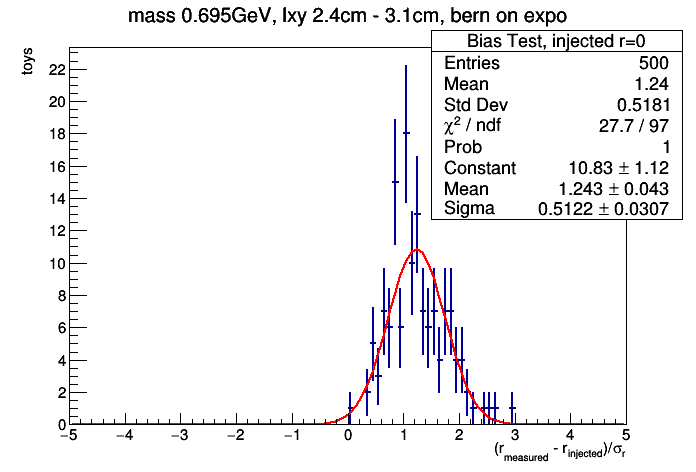 mass 0.695GeV, lxy 2.4cm - 3.1cm, bern on expo
Bias Test, injected r=0
Entries 500
Mean 1.24
Std Dev 0.5181
χ² / ndf 27.7 / 97
Prob 1
Constant 10.83 ± 1.12
Mean 1.243 ± 0.043
Sigma 0.5122 ± 0.0307
toys
22
20
18
16
14
12
10
8
6
4
2
0
−5 −4 −3 −2 −1 0 1 2 3 4 5
(r_measured - r_injected)/σ_r